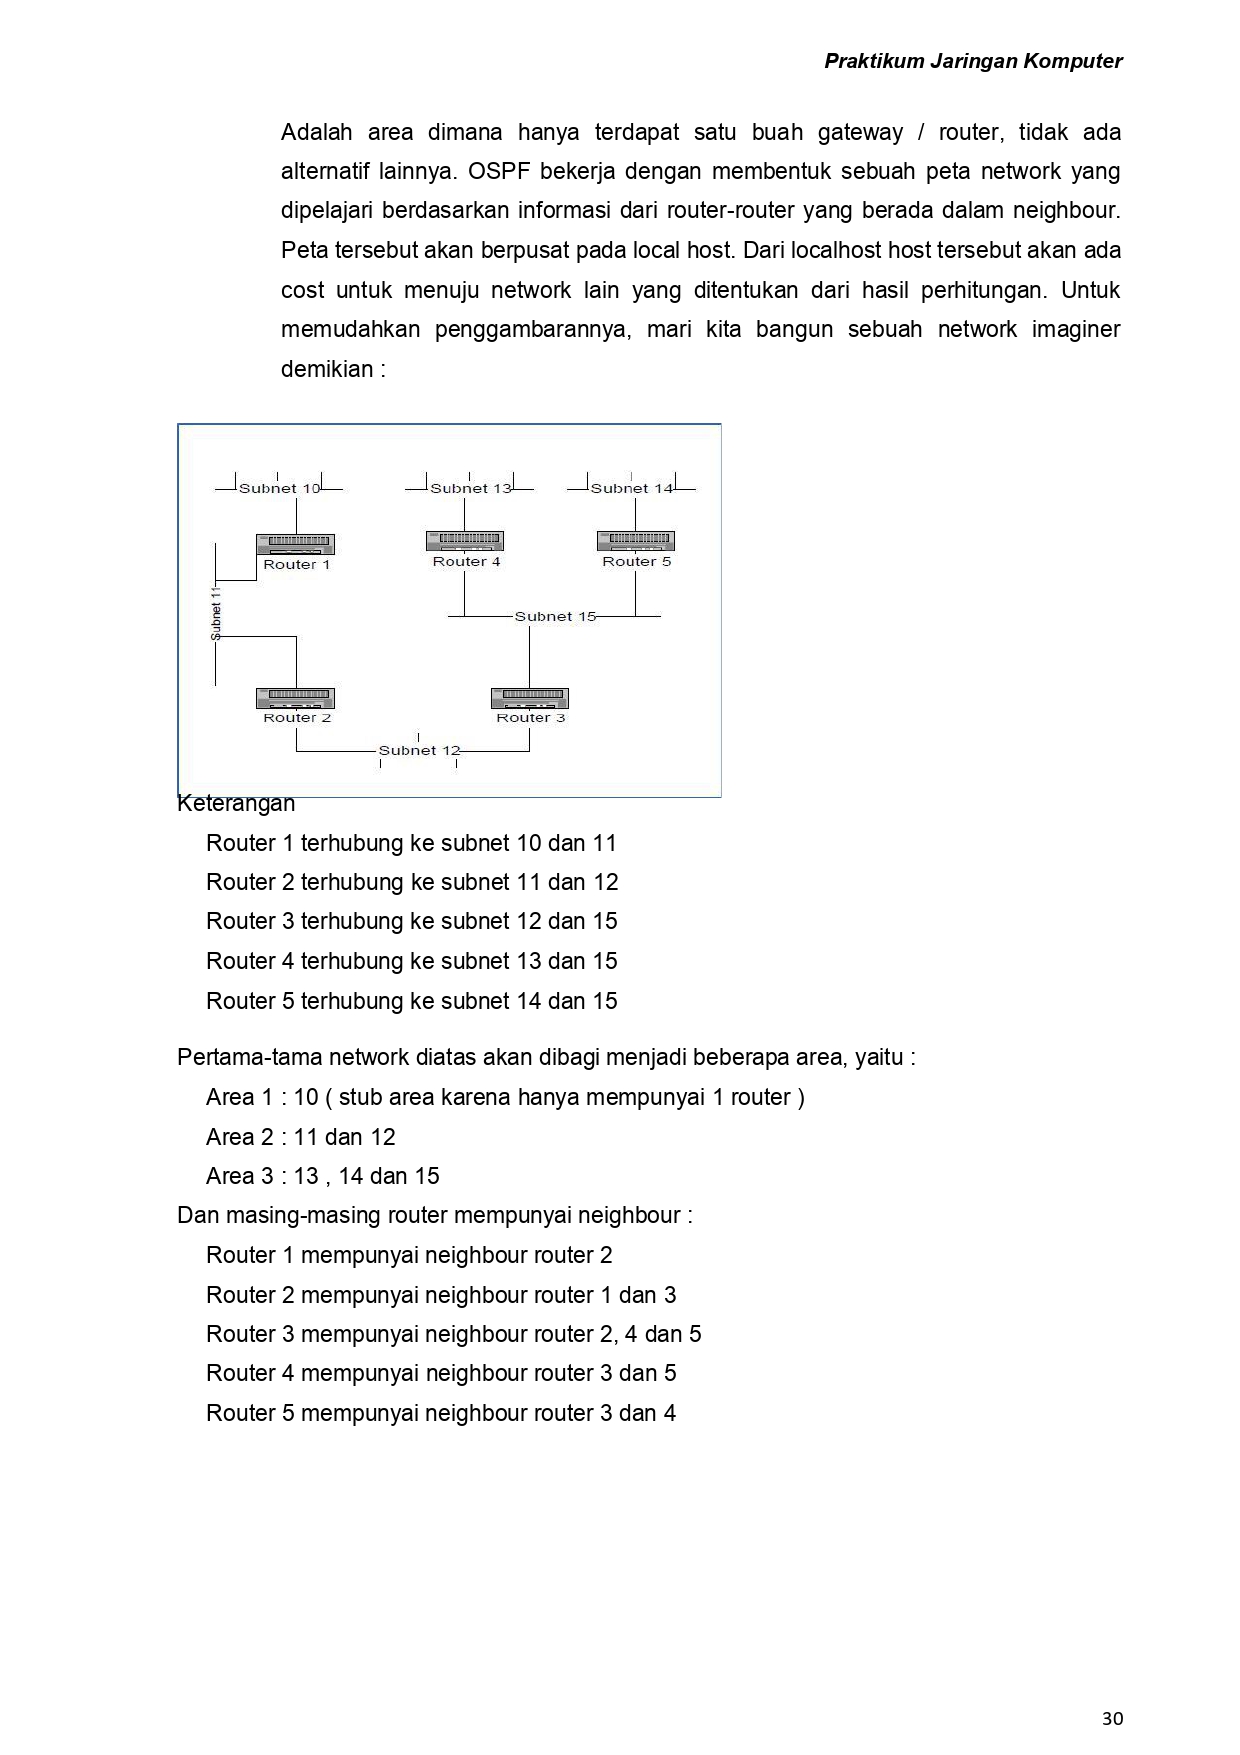 Praktikum Jaringan Komputer
Adalah area dimana hanya terdapat satu buah gateway / router, tidak ada
alternatif lainnya. OSPF bekerja dengan membentuk sebuah peta network yang
dipelajari berdasarkan informasi dari router-router yang berada dalam neighbour.
Peta tersebut akan berpusat pada local host. Dari localhost host tersebut akan ada
cost untuk menuju network lain yang ditentukan dari hasil perhitungan. Untuk
memudahkan penggambarannya, mari kita bangun sebuah network imaginer
demikian :
Subnet 10
Subnet 13
Subnet 14
Router 1
Router 4
Router 5
Subnet 11
Subnet 15
Router 2
Router 3
Subnet 12
Keterangan
Router 1 terhubung ke subnet 10 dan 11
Router 2 terhubung ke subnet 11 dan 12
Router 3 terhubung ke subnet 12 dan 15
Router 4 terhubung ke subnet 13 dan 15
Router 5 terhubung ke subnet 14 dan 15
Pertama-tama network diatas akan dibagi menjadi beberapa area, yaitu :
Area 1 : 10 ( stub area karena hanya mempunyai 1 router )
Area 2 : 11 dan 12
Area 3 : 13 , 14 dan 15
Dan masing-masing router mempunyai neighbour :
Router 1 mempunyai neighbour router 2
Router 2 mempunyai neighbour router 1 dan 3
Router 3 mempunyai neighbour router 2, 4 dan 5
Router 4 mempunyai neighbour router 3 dan 5
Router 5 mempunyai neighbour router 3 dan 4
30